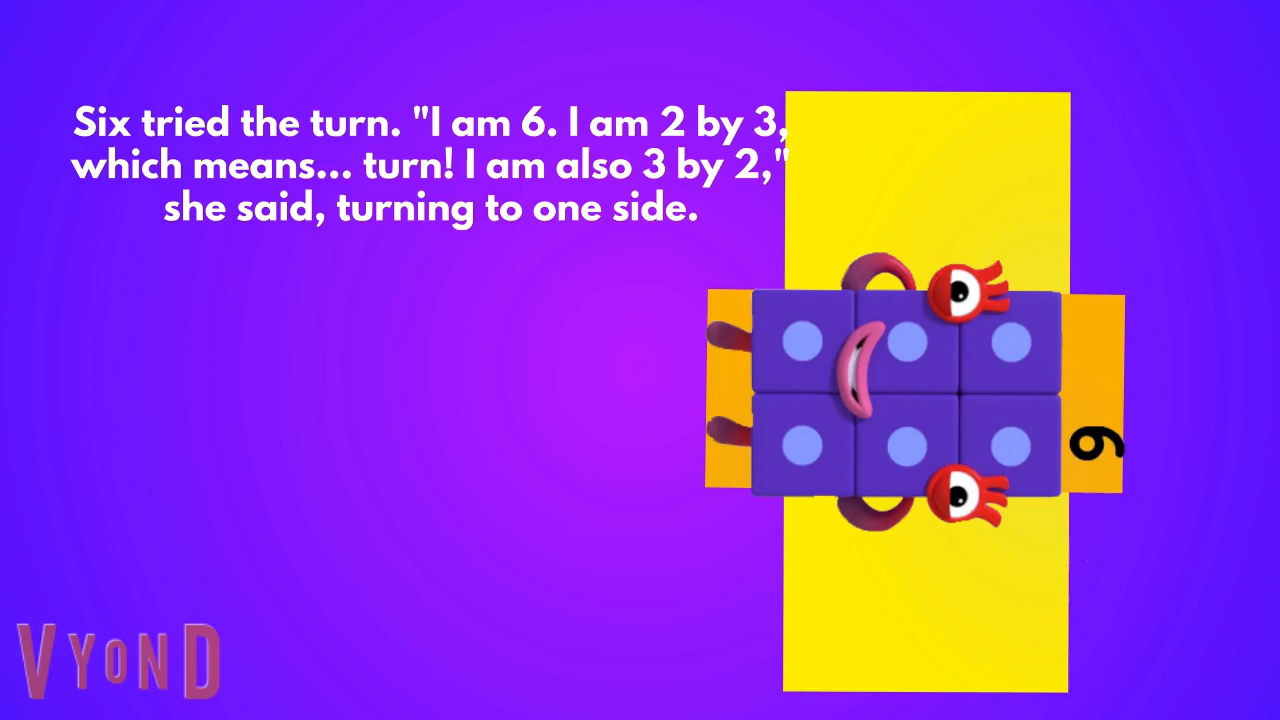 Six tried the turn. "I am 6. I am 2 by 3,
which means... turn! I am also 3 by 2,"
she said, turning to one side.
6
VYOND